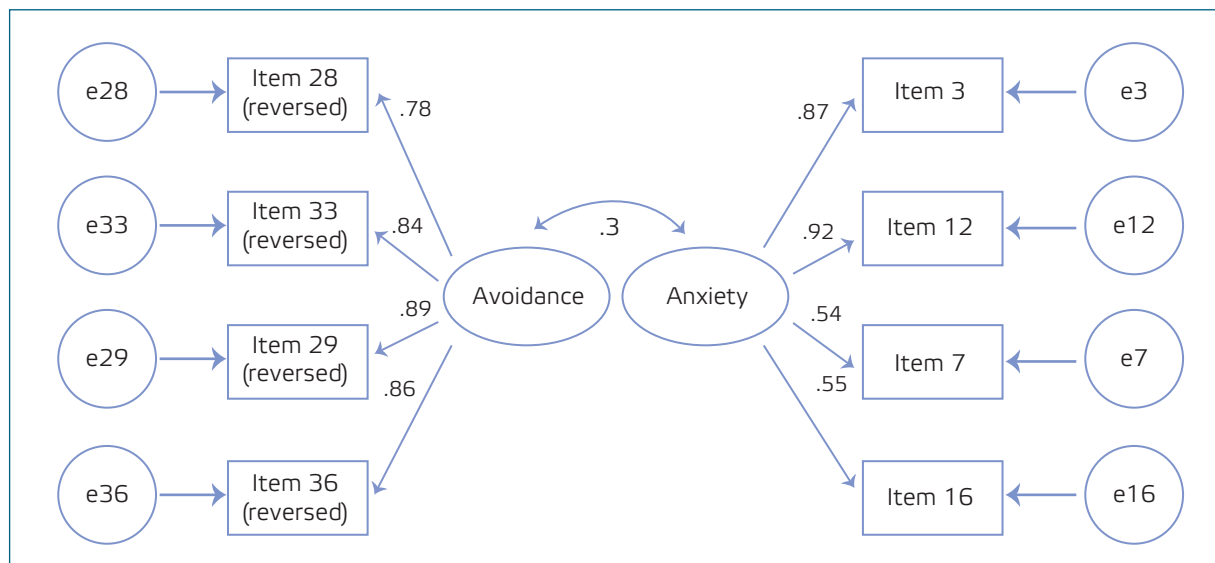 e28
Item 28
(reversed)
.78
.87
Item 3
e3
e33
Item 33
(reversed)
.84
.3
.92
Item 12
e12
Avoidance
Anxiety
e29
Item 29
(reversed)
.89
.54
Item 7
e7
.86
.55
e36
Item 36
(reversed)
Item 16
e16